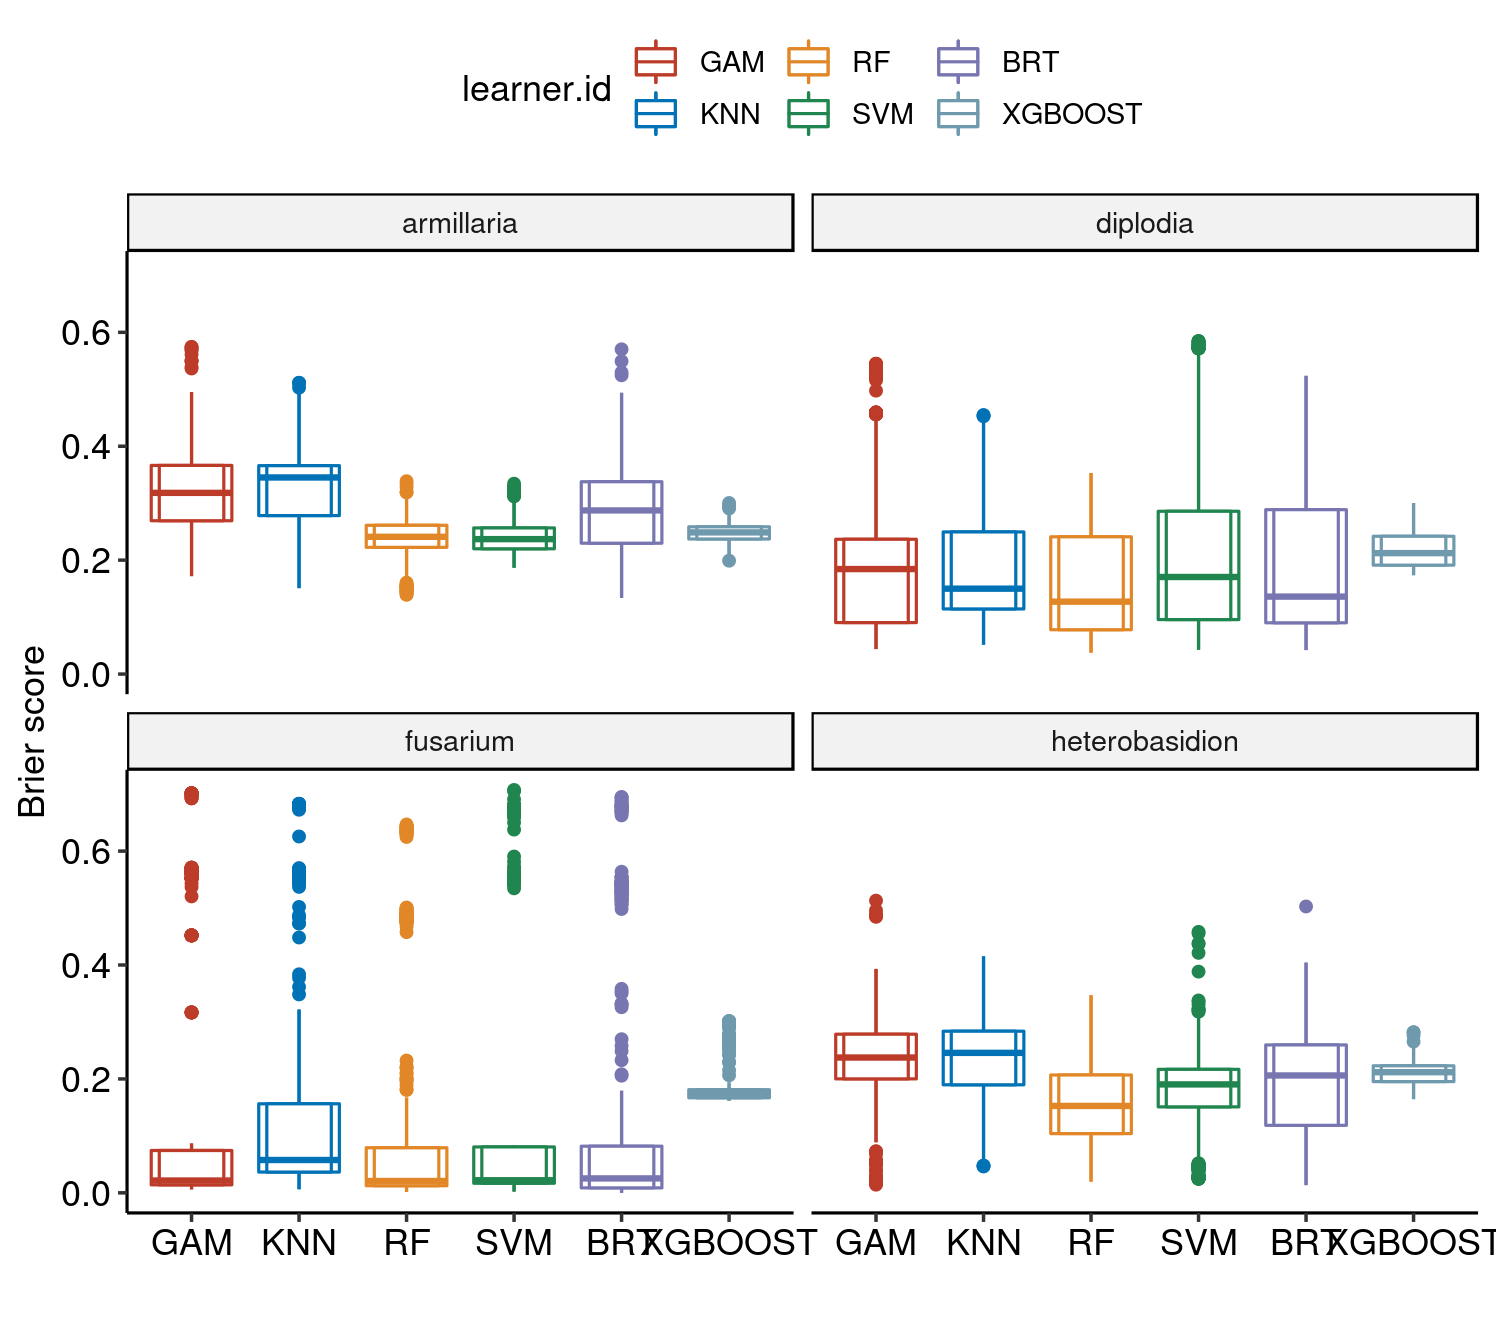 learner.id
GAM RF BRT
KNN SVM XGBOOST
armillaria diplodia
0.6
0.4
0.2
0.0
Brier score
fusarium heterobasidion
0.6
0.4
0.2
0.0
GAM KNN RF SVM BRT XGBOOST GAM KNN RF SVM BRT XGBOOST